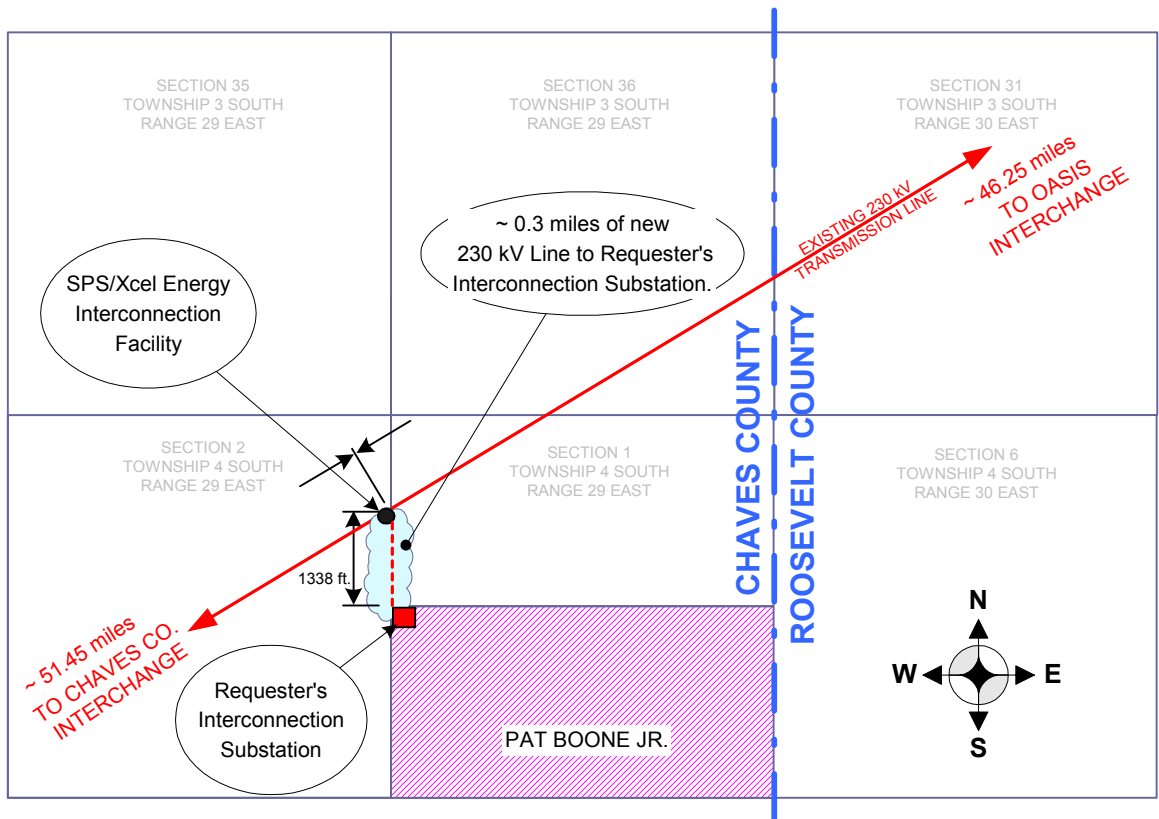 SECTION 35
TOWNSHIP 3 SOUTH
RANGE 29 EAST
SECTION 36
TOWNSHIP 3 SOUTH
RANGE 29 EAST
SECTION 31
TOWNSHIP 3 SOUTH
RANGE 30 EAST
~ 46.25 miles
TO OASIS
INTERCHANGE
EXISTING 230 kV
TRANSMISSION LINE
~ 0.3 miles of new
230 kV Line to Requester's
Interconnection Substation.
SPS/Xcel Energy
Interconnection
Facility
CHAVES COUNTY
ROOSEVELT COUNTY
SECTION 2
TOWNSHIP 4 SOUTH
RANGE 29 EAST
SECTION 1
TOWNSHIP 4 SOUTH
RANGE 29 EAST
SECTION 6
TOWNSHIP 4 SOUTH
RANGE 30 EAST
1338 ft.
~ 51.45 miles
TO CHAVES CO.
INTERCHANGE
Requester's
Interconnection
Substation
PAT BOONE JR.
N
W
E
S